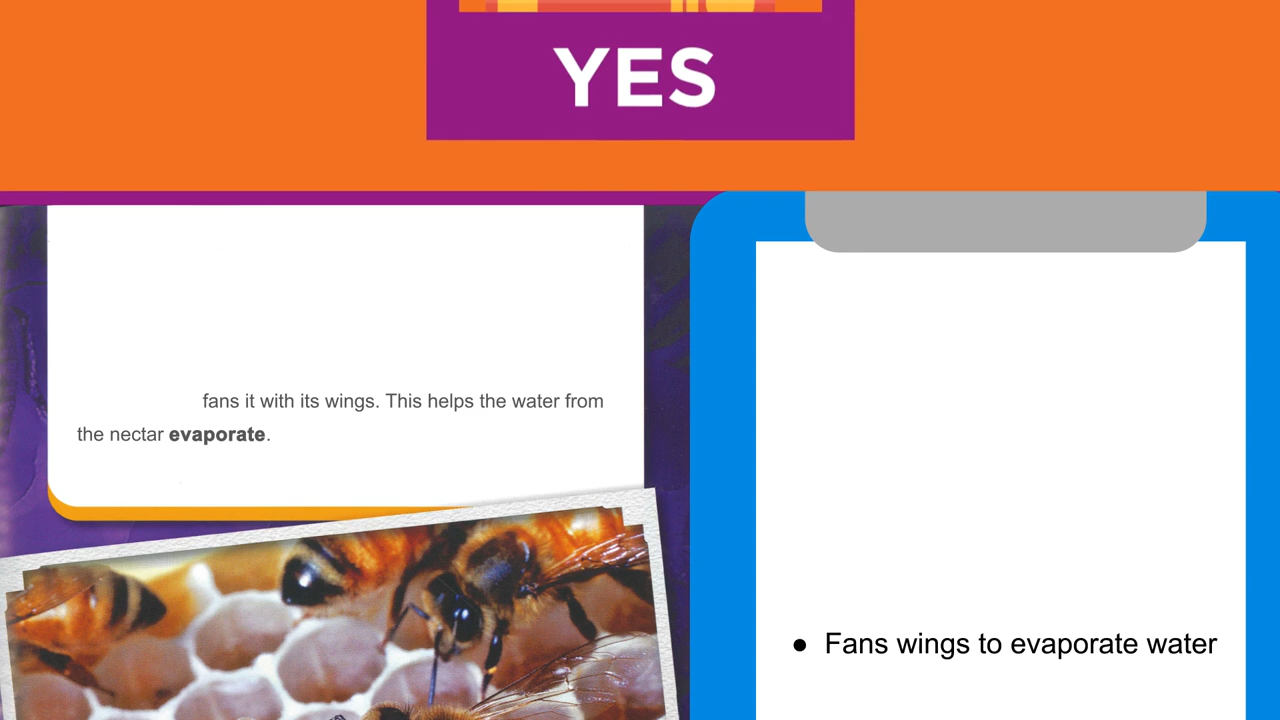 YES
fans it with its wings. This helps the water from
the nectar evaporate.
● Fans wings to evaporate water